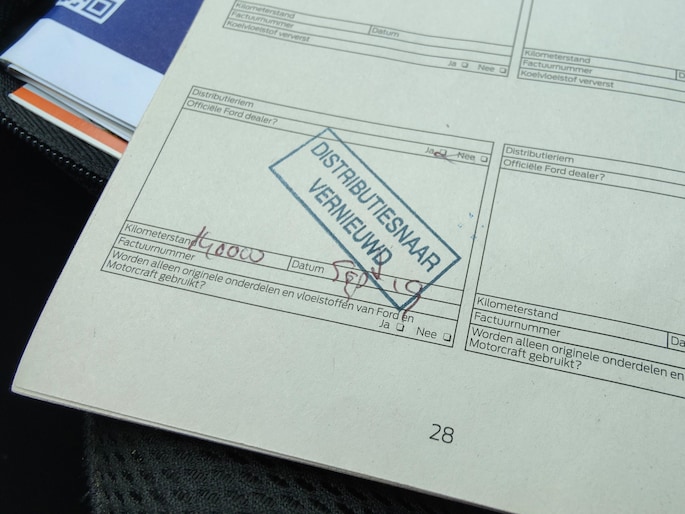 Kilometerstand
Factuurnummer
Datum
Koelvloeistof ververst
Ja Nee
Kilometerstand
Factuurnummer
Koelvloeistof ververst
Distributieriem
Officiële Ford dealer?
Ja Nee
DISTRIBUTIESNAAR
VERNIEUWD
Kilometerstand
Factuurnummer
Datum Sept 19
Worden alleen originele onderdelen en vloeistoffen van Ford en
Motorcraft gebruikt?
Ja Nee
Distributieriem
Officiële Ford dealer?
Kilometerstand
Factuurnummer
Worden alleen originele onderdelen en
Motorcraft gebruikt?
28